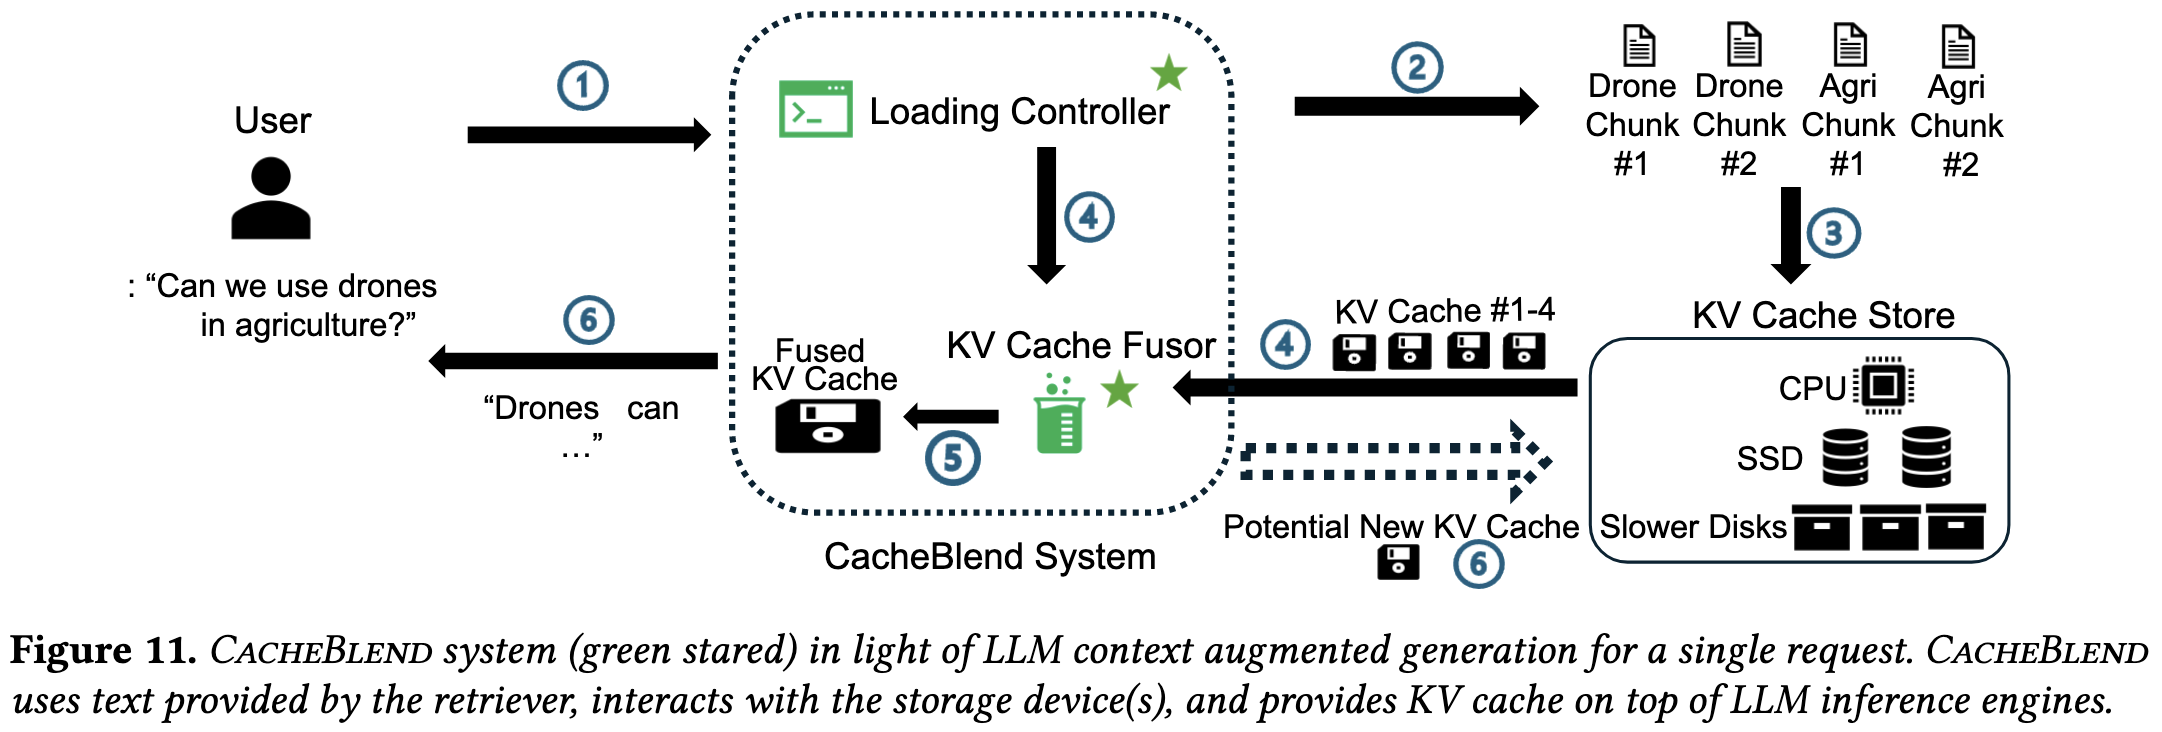 User
: “Can we use drones
in agriculture?”
①
Loading Controller
②
Drone
Chunk
#1
Drone
Chunk
#2
Agri
Chunk
#1
Agri
Chunk
#2
④
③
⑥
“Drones can
...”
Fused
KV Cache
⑤
KV Cache Fusor
④
KV Cache #1-4
KV Cache Store
CPU
SSD
Slower Disks
Potential New KV Cache
⑥
CacheBlend System
Figure 11. CACHEBLEND system (green stared) in light of LLM context augmented generation for a single request. CACHEBLEND
uses text provided by the retriever, interacts with the storage device(s), and provides KV cache on top of LLM inference engines.